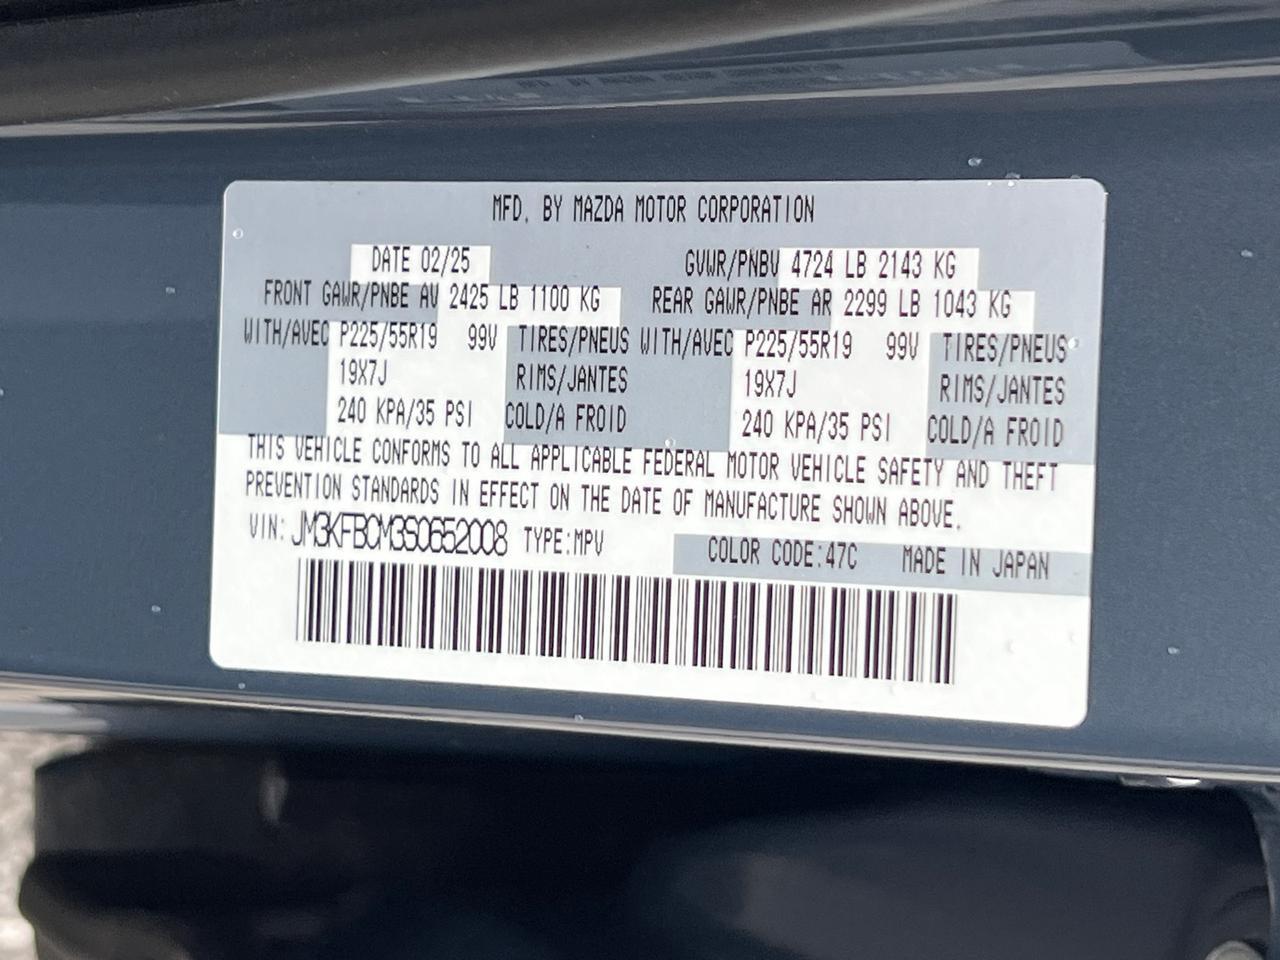 MFD. BY MAZDA MOTOR CORPORATION
DATE 02/25 GVWR/PNBV 4724 LB 2143 KG
FRONT GAWR/PNBE AV 2425 LB 1100 KG REAR GAWR/PNBE AR 2299 LB 1043 KG
WITH/AVEC P225/55R19 99V TIRES/PNEUS WITH/AVEC P225/55R19 99V TIRES/PNEUS
19X7J RIMS/JANTES 19X7J RIMS/JANTES
240 KPA/35 PSI COLD/A FROID 240 KPA/35 PSI COLD/A FROID
THIS VEHICLE CONFORMS TO ALL APPLICABLE FEDERAL MOTOR VEHICLE SAFETY AND THEFT
PREVENTION STANDARDS IN EFFECT ON THE DATE OF MANUFACTURE SHOWN ABOVE.
VIN: JM3KFBCM3S0652008 TYPE:MPV COLOR CODE:47C MADE IN JAPAN